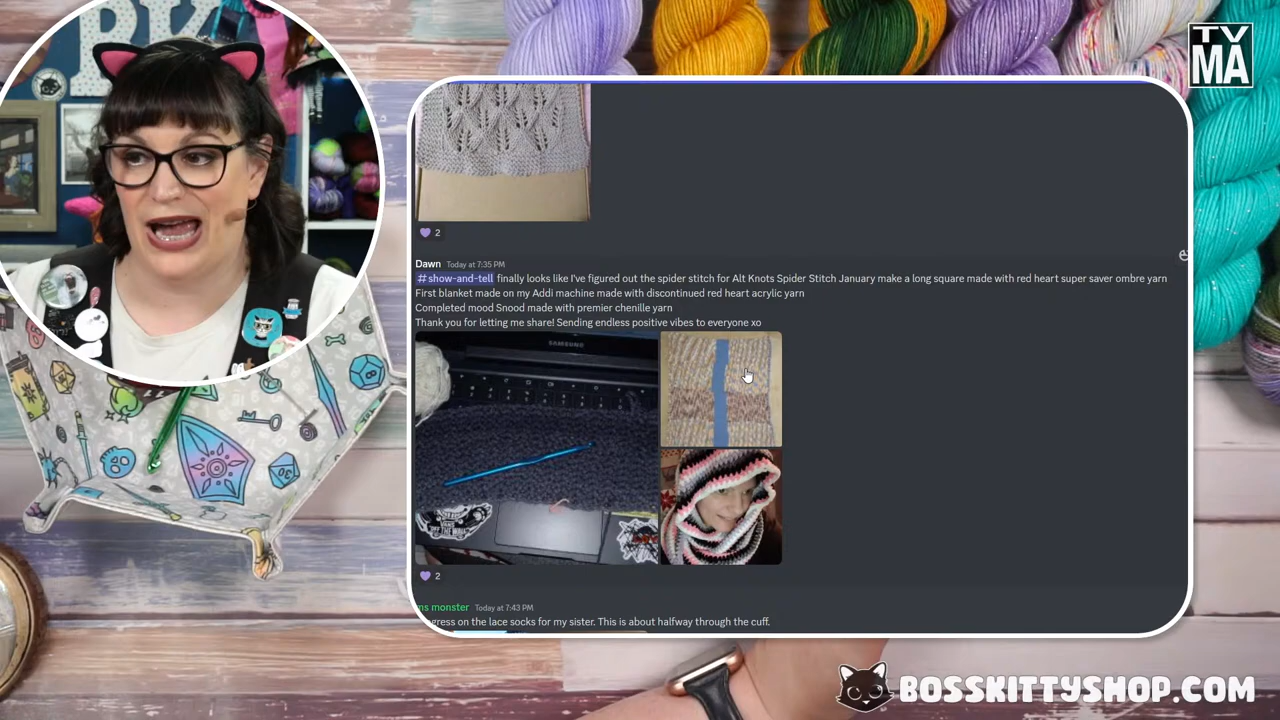 TV
MA
2
Dawn Today at 7:35 PM
#show-and-tell finally looks like I've figured out the spider stitch for Alt Knots Spider Stitch January make a long square made with red heart super saver ombre yarn
First blanket made on my Addi machine made with discontinued red heart acrylic yarn
Completed mood Snood made with premier chenille yarn
Thank you for letting me share! Sending endless positive vibes to everyone xo
SAMSUNG
VANS
OFF THE WALL
2
ms monster Today at 7:43 PM
gress on the lace socks for my sister. This is about halfway through the cuff.
BOSSKITTYSHOP.COM